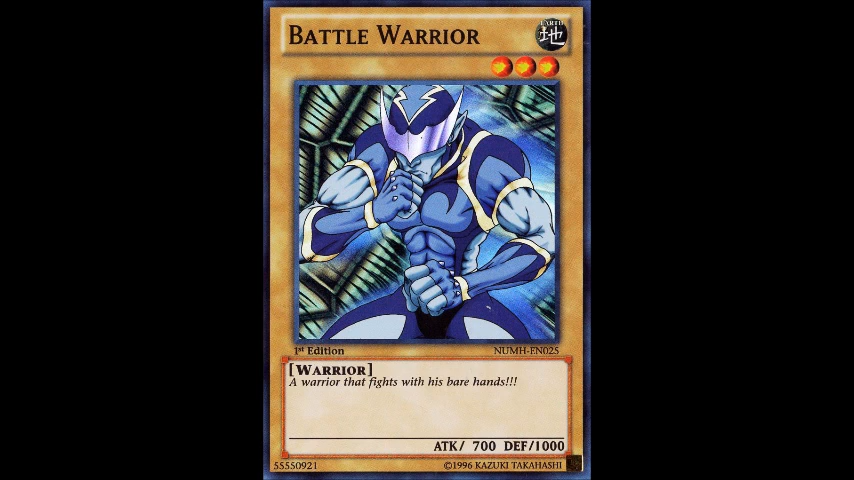 BATTLE WARRIOR
EARTH
地
1st Edition
NUMH-EN025
[WARRIOR]
A warrior that fights with his bare hands!!!
ATK/ 700 DEF/1000
55550921
©1996 KAZUKI TAKAHASHI